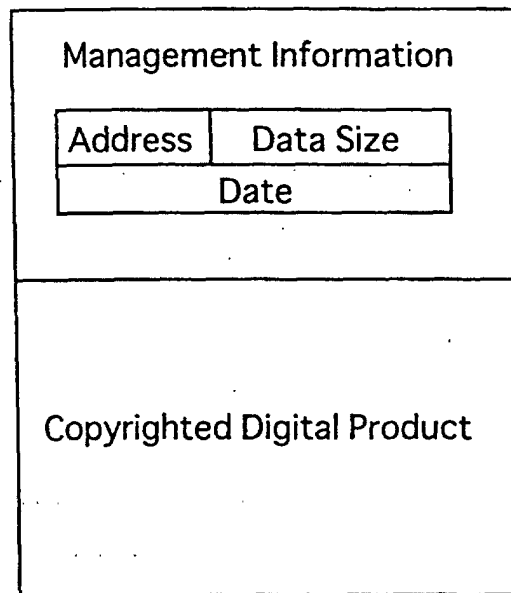 Management Information
Address Data Size
Date
Copyrighted Digital Product